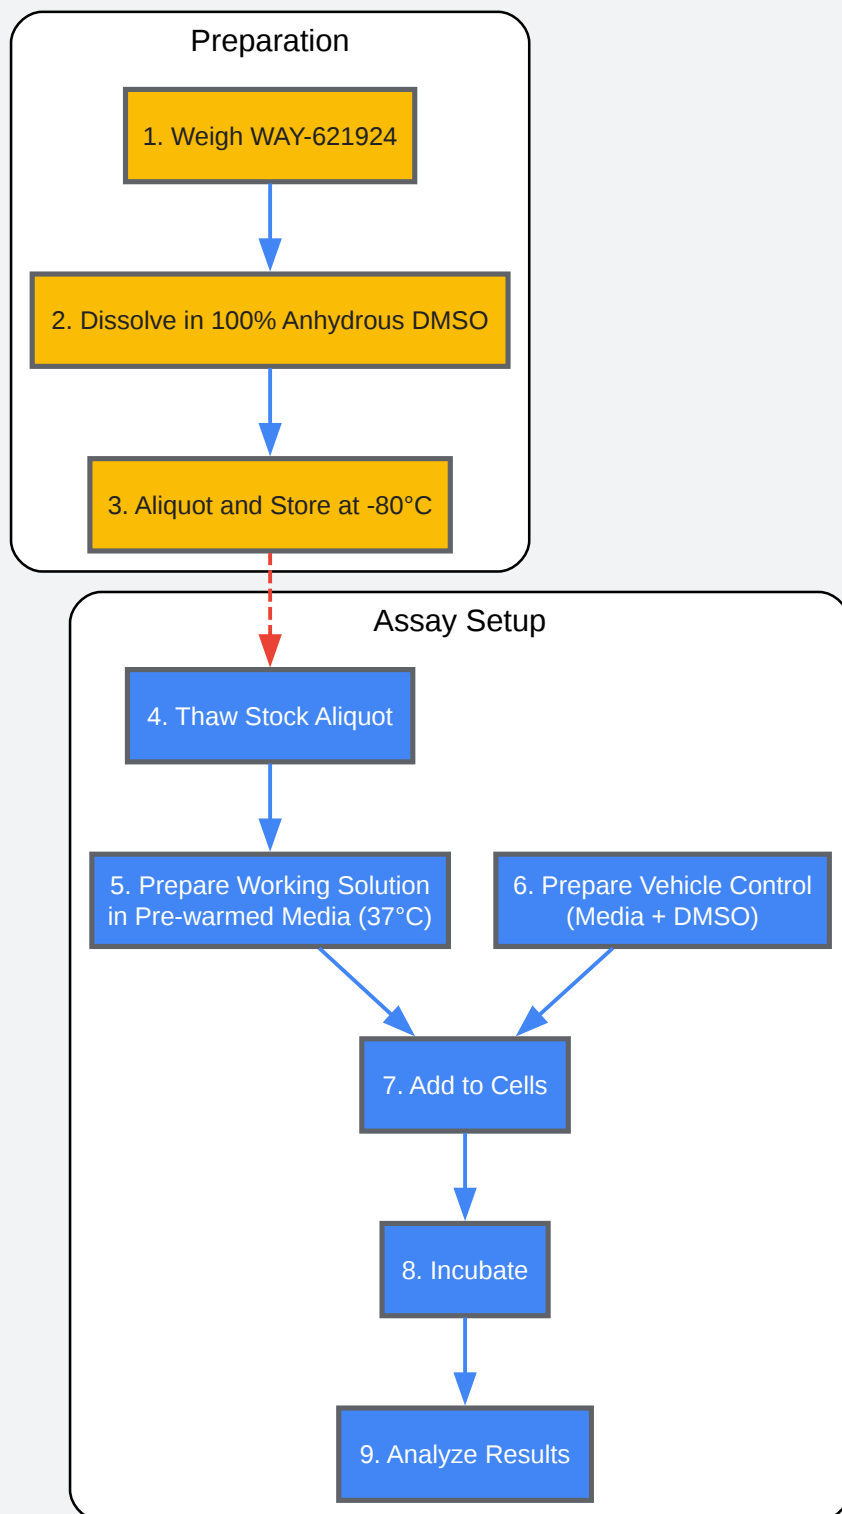 Preparation
1. Weigh WAY-621924
2. Dissolve in 100% Anhydrous DMSO
3. Aliquot and Store at -80°C
Assay Setup
4. Thaw Stock Aliquot
5. Prepare Working Solution
in Pre-warmed Media (37°C)
6. Prepare Vehicle Control
(Media + DMSO)
7. Add to Cells
8. Incubate
9. Analyze Results